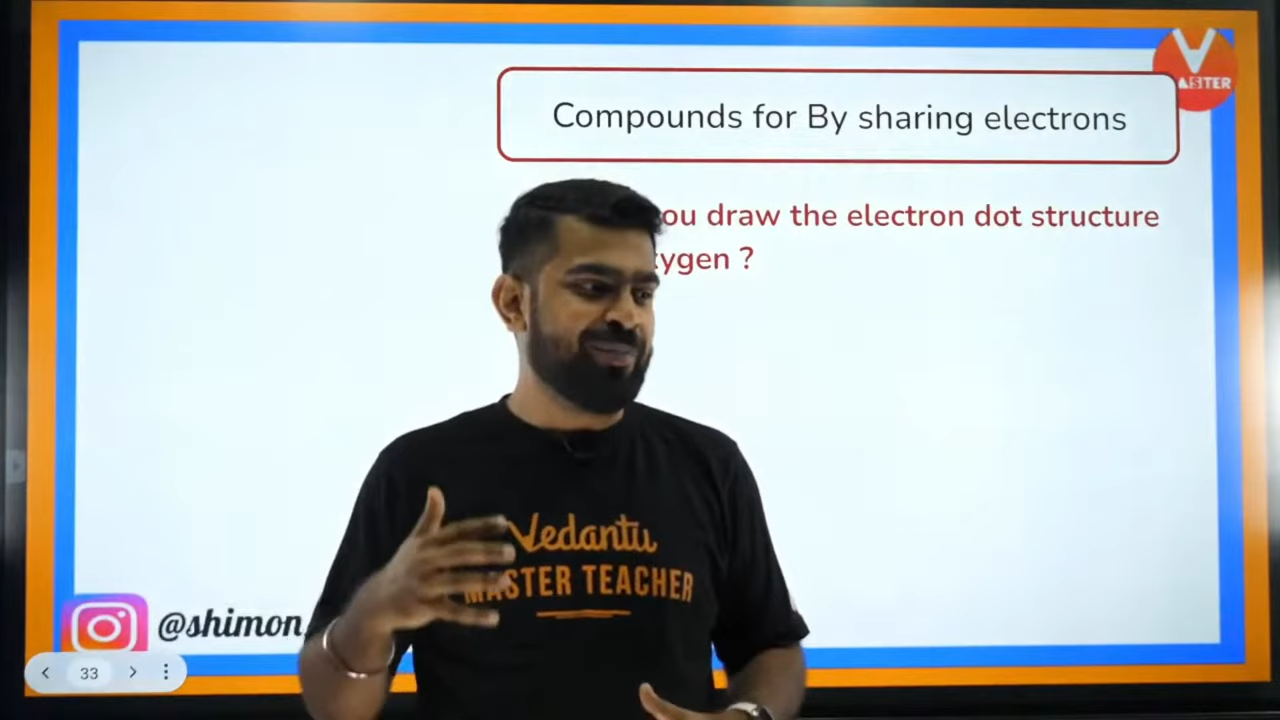 Compounds for By sharing electrons
ou draw the electron dot structure
ygen ?
@shimon
Vedantu
MASTER TEACHER
33